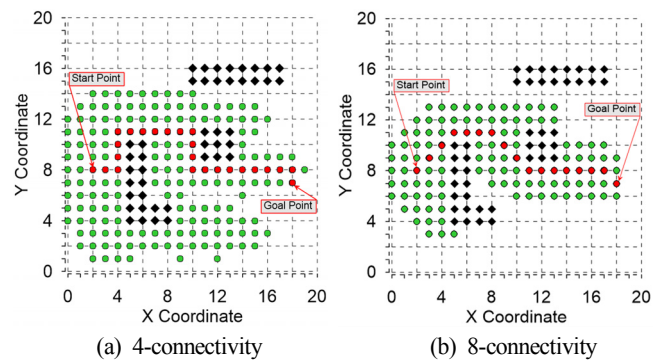 20
16
12
8
4
0
Y Coordinate
Start Point
Goal Point
0 4 8 12 16 20
X Coordinate
(a) 4-connectivity
20
16
12
8
4
0
Y Coordinate
Start Point
Goal Point
0 4 8 12 16 20
X Coordinate
(b) 8-connectivity